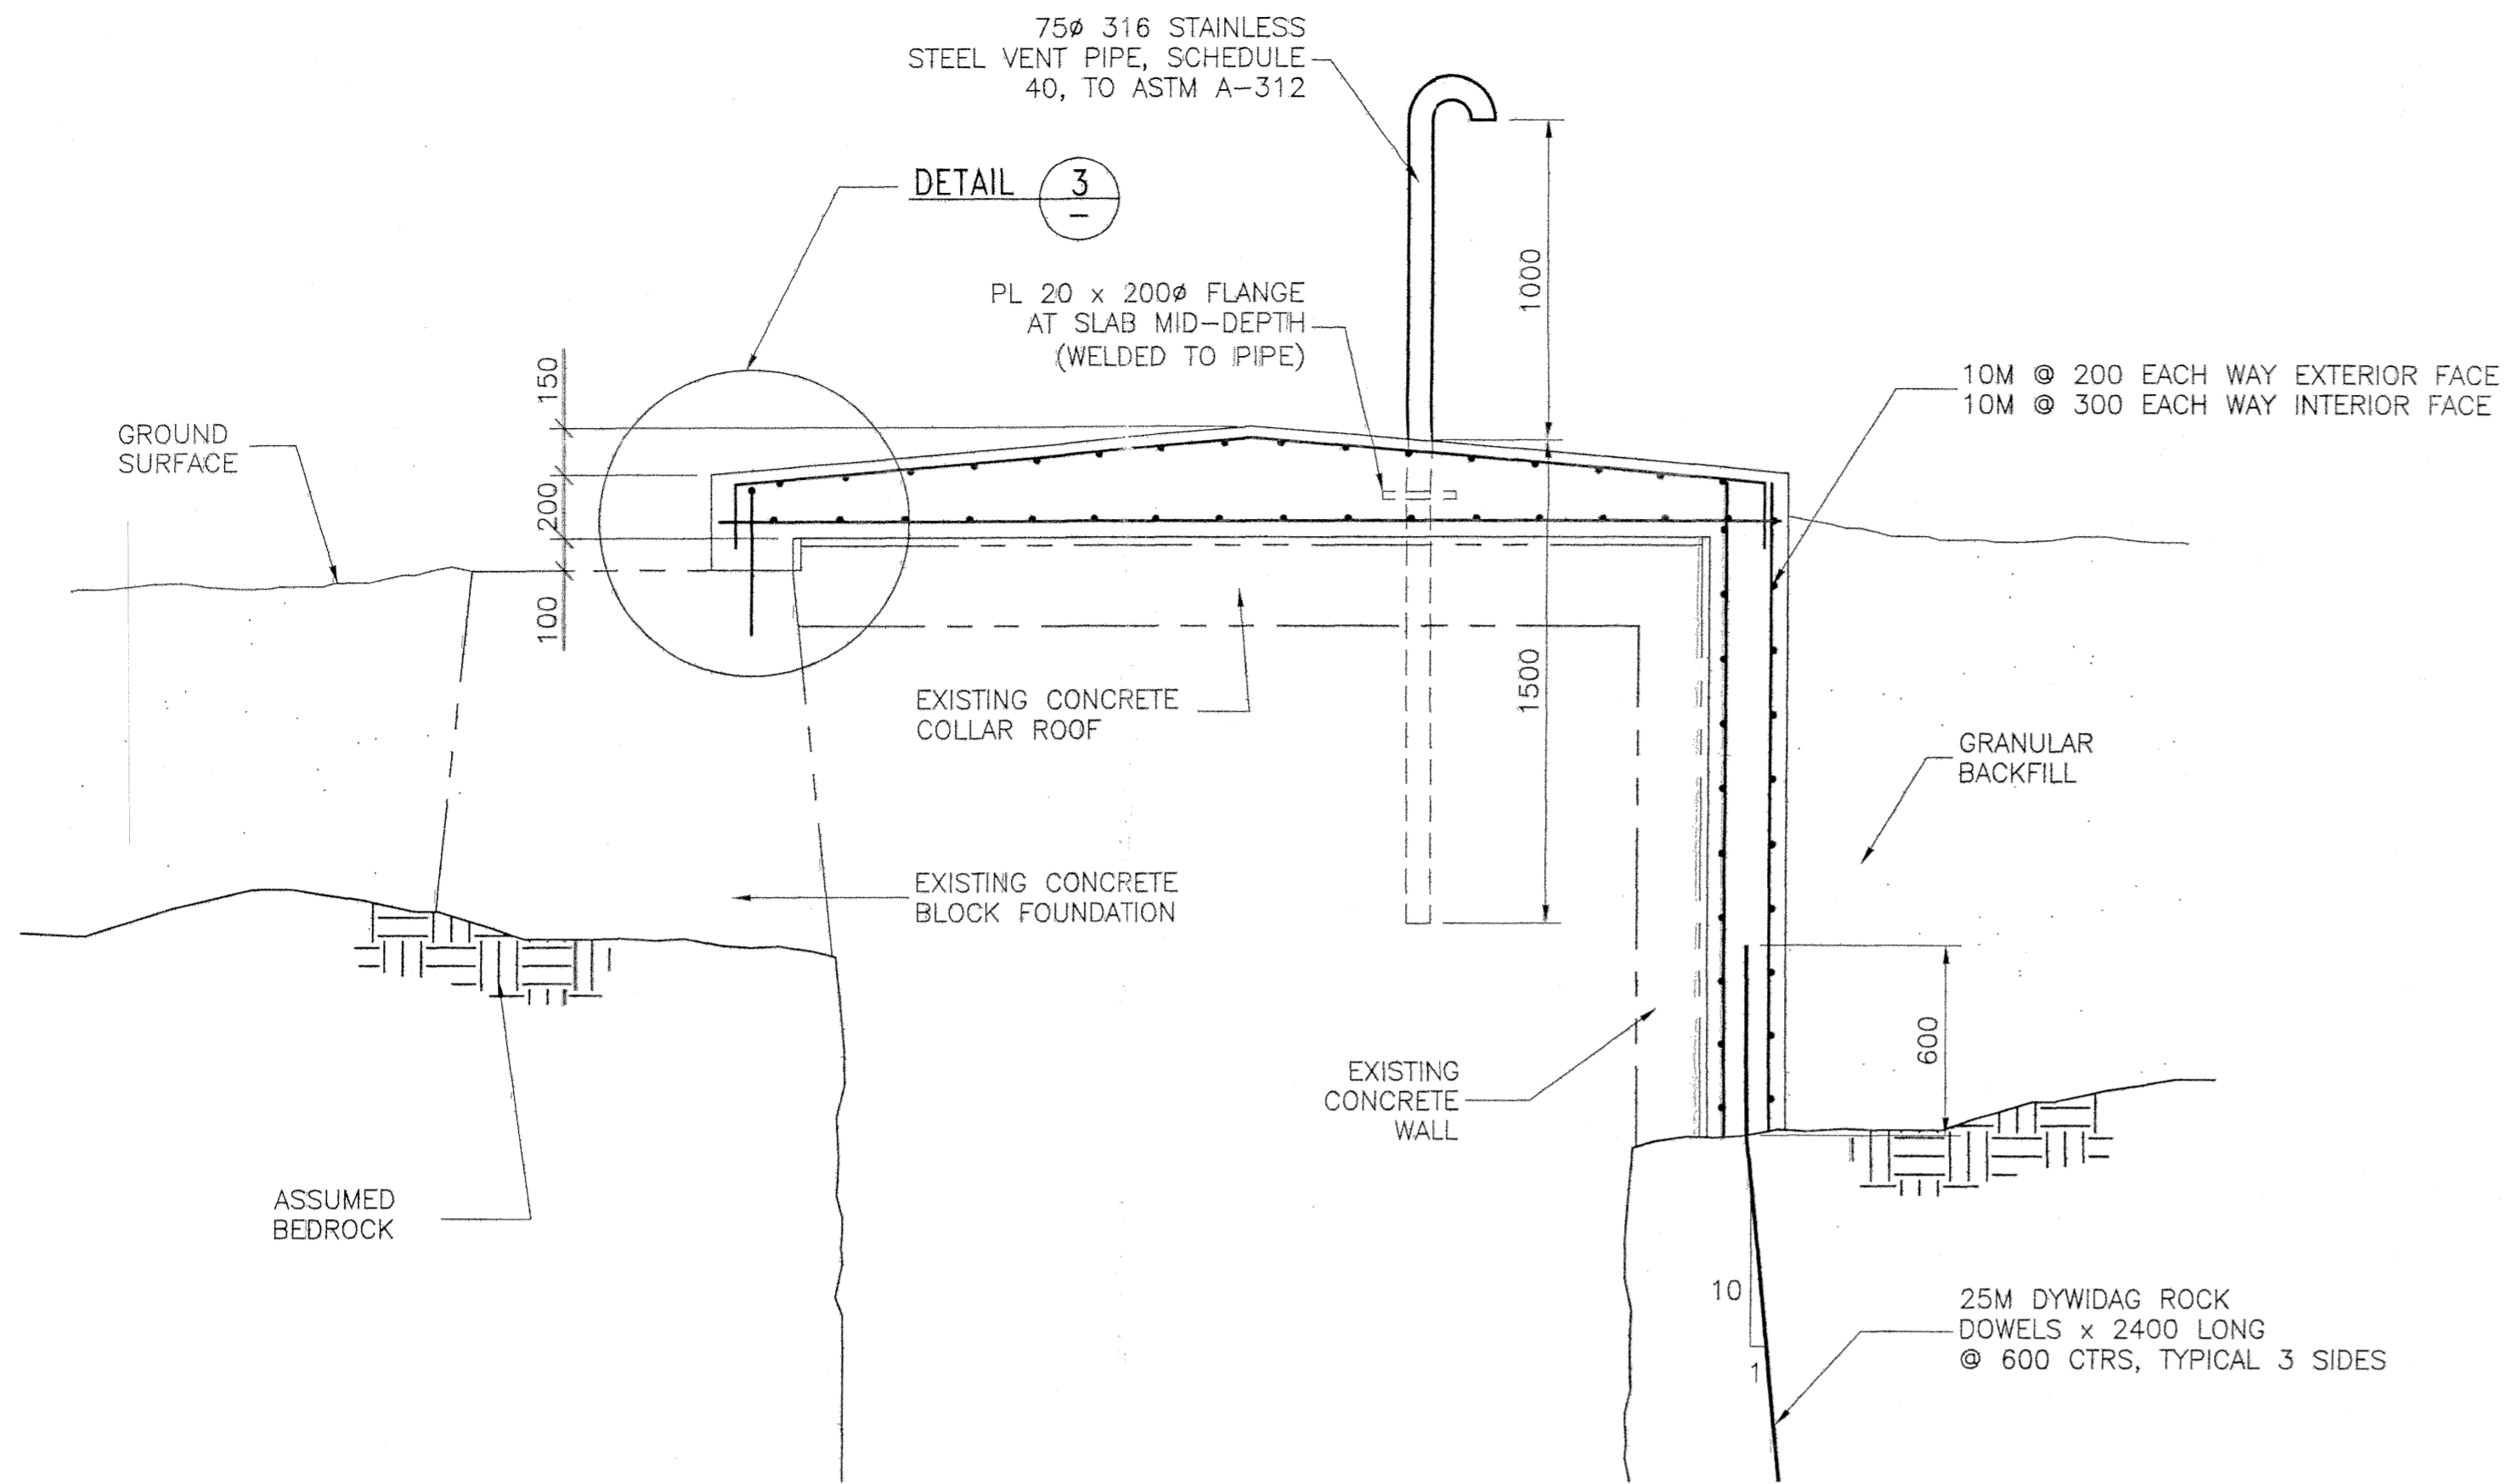 75ø 316 STAINLESS
STEEL VENT PIPE, SCHEDULE
40, TO ASTM A-312
DETAIL 3
-
PL 20 x 200ø FLANGE
AT SLAB MID-DEPTH
(WELDED TO PIPE)
1000
10M @ 200 EACH WAY EXTERIOR FACE
10M @ 300 EACH WAY INTERIOR FACE
150
GROUND
SURFACE
200
100
1500
EXISTING CONCRETE
COLLAR ROOF
GRANULAR
BACKFILL
EXISTING CONCRETE
BLOCK FOUNDATION
600
EXISTING
CONCRETE
WALL
ASSUMED
BEDROCK
10
1
25M DYWIDAG ROCK
DOWELS x 2400 LONG
@ 600 CTRS, TYPICAL 3 SIDES